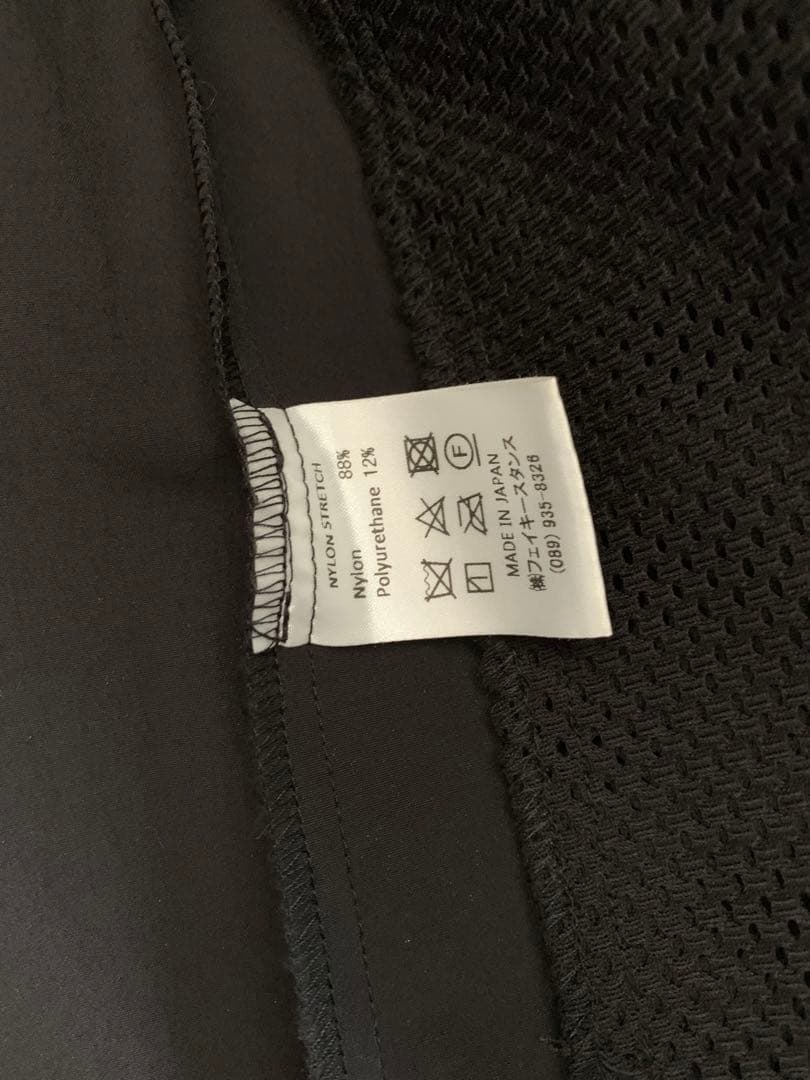 NYLON STRETCH
Nylon 88%
Polyurethane 12%
F
MADE IN JAPAN
㈱フェイキースタンス
(089) 935-8326